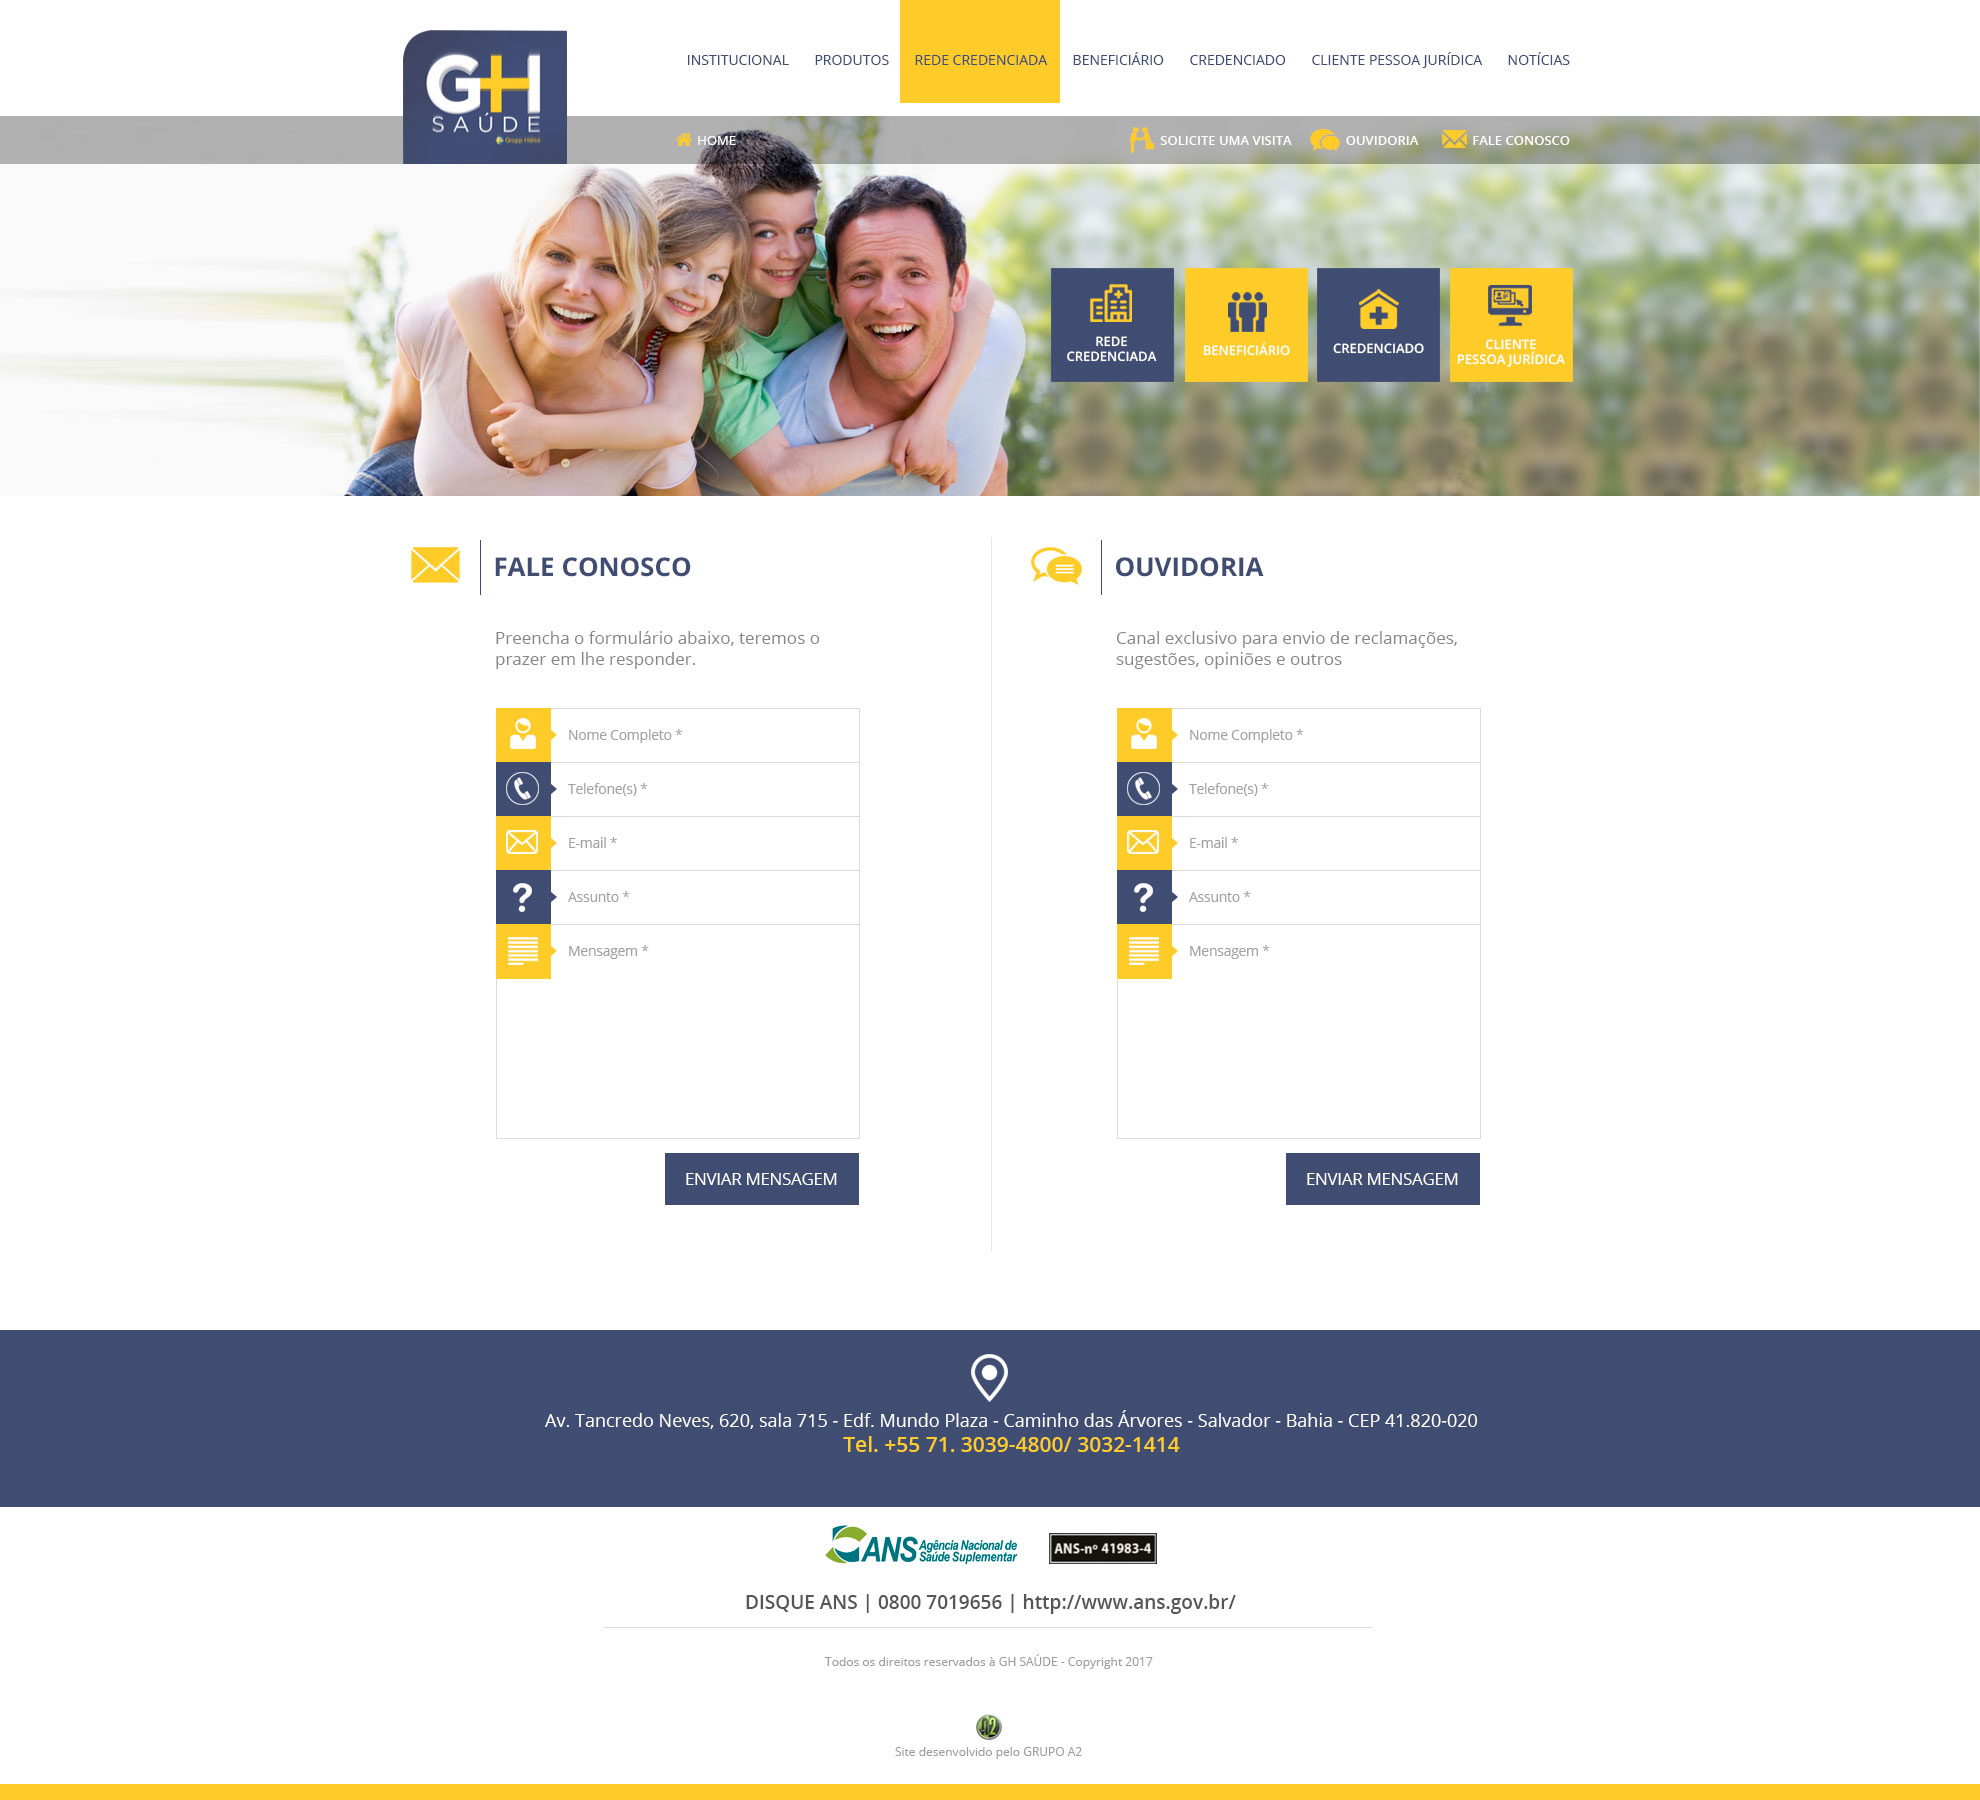 GH
SAÚDE
INSTITUCIONAL
PRODUTOS
REDE CREDENCIADA
BENEFICIÁRIO
CREDENCIADO
CLIENTE PESSOA JURÍDICA
NOTÍCIAS
HOME
SOLICITE UMA VISITA
OUVIDORIA
FALE CONOSCO
REDE
CREDENCIADA
BENEFICIÁRIO
CREDENCIADO
CLIENTE
PESSOA JURÍDICA
FALE CONOSCO
Preencha o formulário abaixo, teremos o
prazer em lhe responder.
Nome Completo *
Telefone(s) *
E-mail *
Assunto *
Mensagem *
ENVIAR MENSAGEM
OUVIDORIA
Canal exclusivo para envio de reclamações,
sugestões, opiniões e outros
Nome Completo *
Telefone(s) *
E-mail *
Assunto *
Mensagem *
ENVIAR MENSAGEM
Av. Tancredo Neves, 620, sala 715 - Edf. Mundo Plaza - Caminho das Árvores - Salvador - Bahia - CEP 41.820-020
Tel. +55 71. 3039-4800/ 3032-1414
ANS Agência Nacional de
Saúde Suplementar
ANS-nº 41983-4
DISQUE ANS | 0800 7019656 | http://www.ans.gov.br/
Todos os direitos reservados à GH SAÚDE - Copyright 2017
Site desenvolvido pelo GRUPO A2